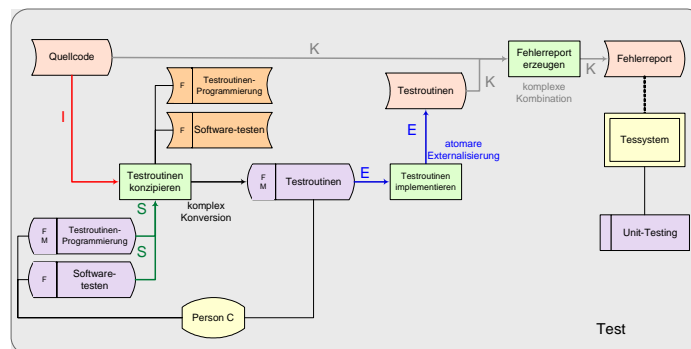 Quellcode
K
Fehlerreport
erzeugen
K
Fehlerreport
K
komplexe
Kombination
F
Testroutinen-
Programmierung
F
Software-testen
Testroutinen
I
E
atomare
Externalisierung
Tessystem
Testroutinen
konzipieren
komplex
Konversion
F
M
Testroutinen
E
Testroutinen
implementieren
S
S
F
M
Testroutinen-
Programmierung
F
Software-
testen
Unit-Testing
Person C
Test